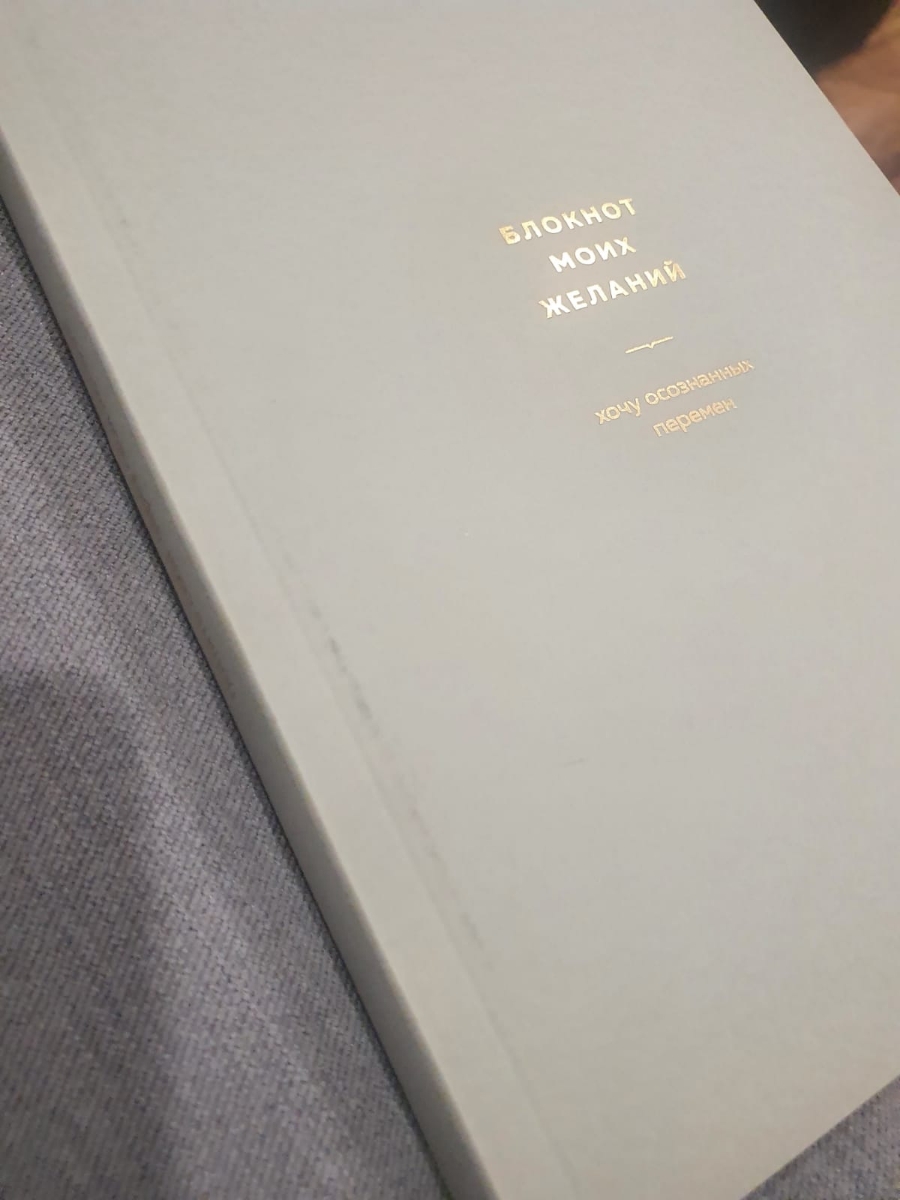 БЛОКНОТ
МОИХ
ЖЕЛАНИЙ
хочу осознанных
перемен